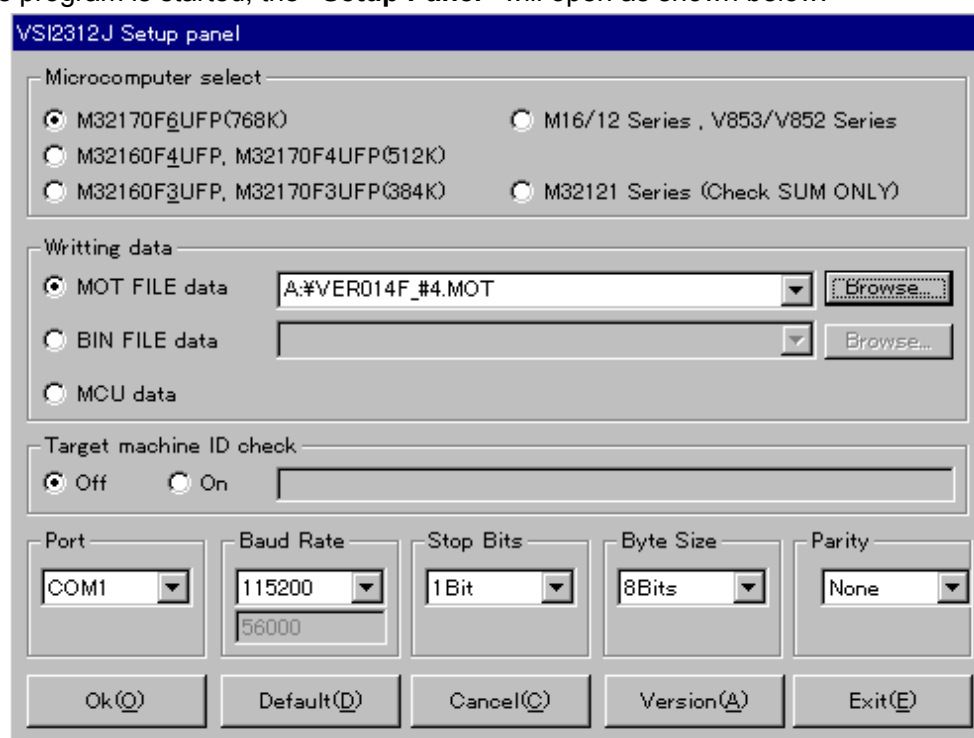 s program is started, the "Setup Panel" will open as shown below.
VSI2312J Setup panel
Microcomputer select
M32170F6UFP(768K) M16/12 Series , V853/V852 Series
M32160F4UFP, M32170F4UFP(512K)
M32160F3UFP, M32170F3UFP(384K) M32121 Series (Check SUM ONLY)
Writting data
MOT FILE data A:¥VER014F_#4.MOT Browse...
BIN FILE data Browse...
MCU data
Target machine ID check
Off On
Port Baud Rate Stop Bits Byte Size Parity
COM1 115200 1Bit 8Bits None
56000
Ok(O) Default(D) Cancel(C) Version(A) Exit(E)